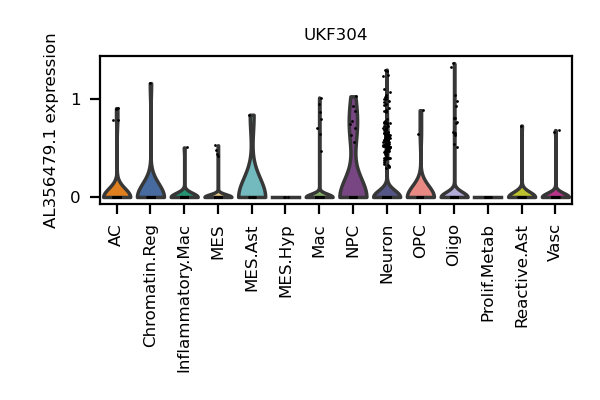 UKF304
AL356479.1 expression
1
0
AC
Chromatin.Reg
Inflammatory.Mac
MES
MES.Ast
MES.Hyp
Mac
NPC
Neuron
OPC
Oligo
Prolif.Metab
Reactive.Ast
Vasc